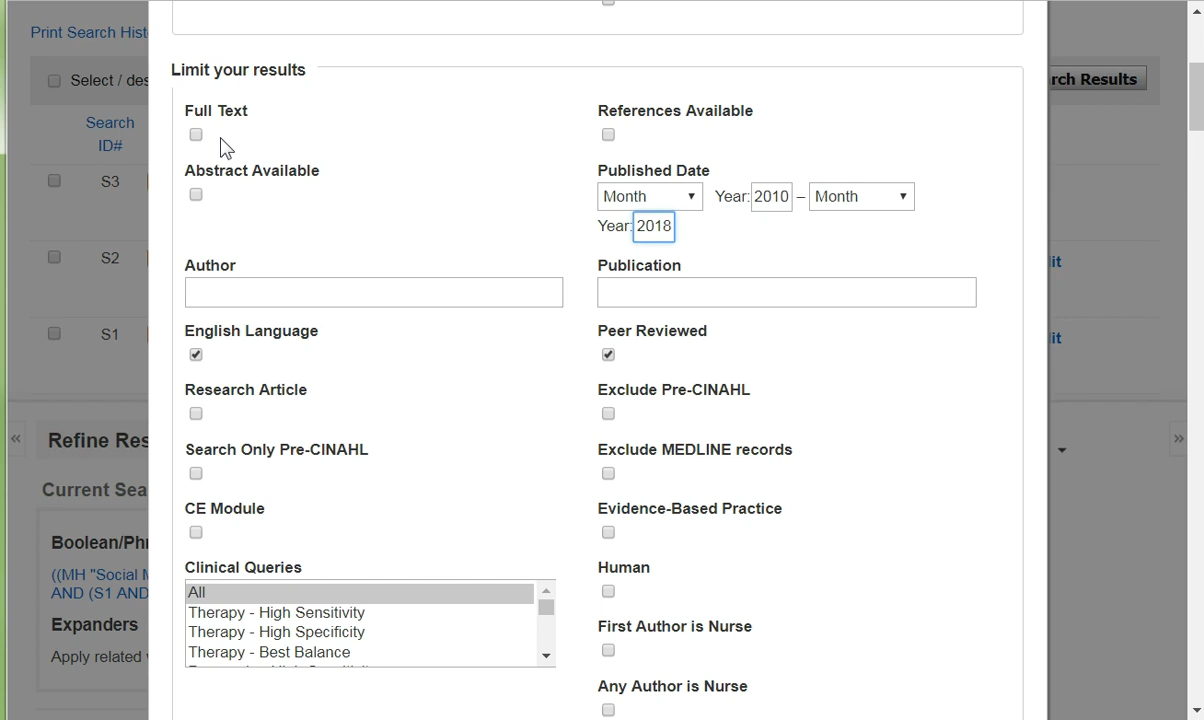 Print Search Hist
Select / des
rch Results
Search
ID#
S3
S2
it
S1
it
Refine Res
Current Sea
Boolean/Phr
((MH "Social M
AND (S1 AND
Expanders
Apply related
Limit your results
Full Text
References Available
Abstract Available
Published Date
Month Year: 2010 – Month
Year: 2018
Author
Publication
English Language
Peer Reviewed
Research Article
Exclude Pre-CINAHL
Search Only Pre-CINAHL
Exclude MEDLINE records
CE Module
Evidence-Based Practice
Clinical Queries
Human
All
Therapy - High Sensitivity
Therapy - High Specificity
Therapy - Best Balance
First Author is Nurse
Any Author is Nurse